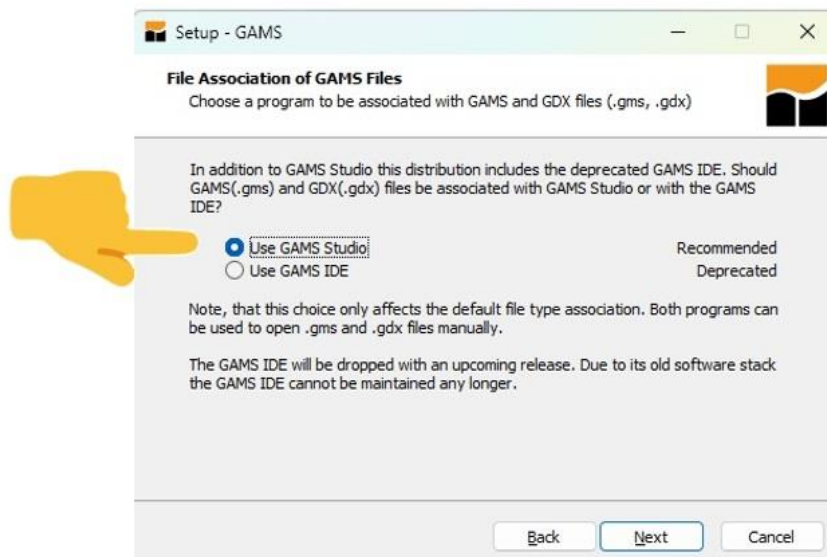 Setup - GAMS
File Association of GAMS Files
Choose a program to be associated with GAMS and GDX files (.gms, .gdx)
In addition to GAMS Studio this distribution includes the deprecated GAMS IDE. Should
GAMS(.gms) and GDX(.gdx) files be associated with GAMS Studio or with the GAMS
IDE?
Use GAMS Studio Recommended
Use GAMS IDE Deprecated
Note, that this choice only affects the default file type association. Both programs can
be used to open .gms and .gdx files manually.
The GAMS IDE will be dropped with an upcoming release. Due to its old software stack
the GAMS IDE cannot be maintained any longer.
Back Next Cancel